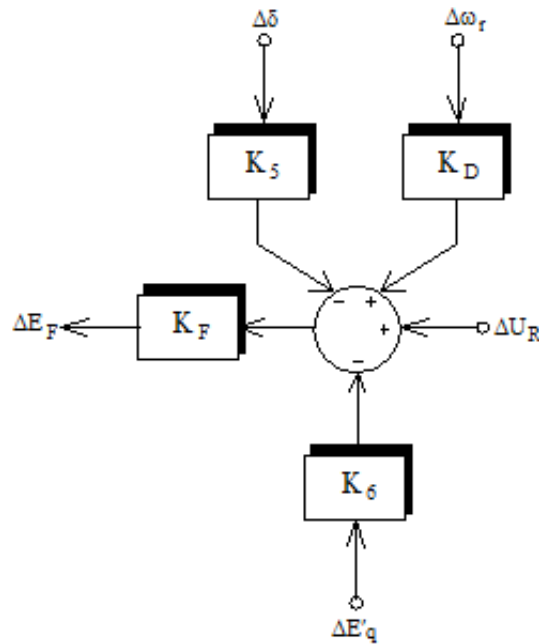 Δδ
Δω_r
K_5
K_D
- +
ΔE_F
K_F
+
ΔU_R
-
K_6
ΔE'_q